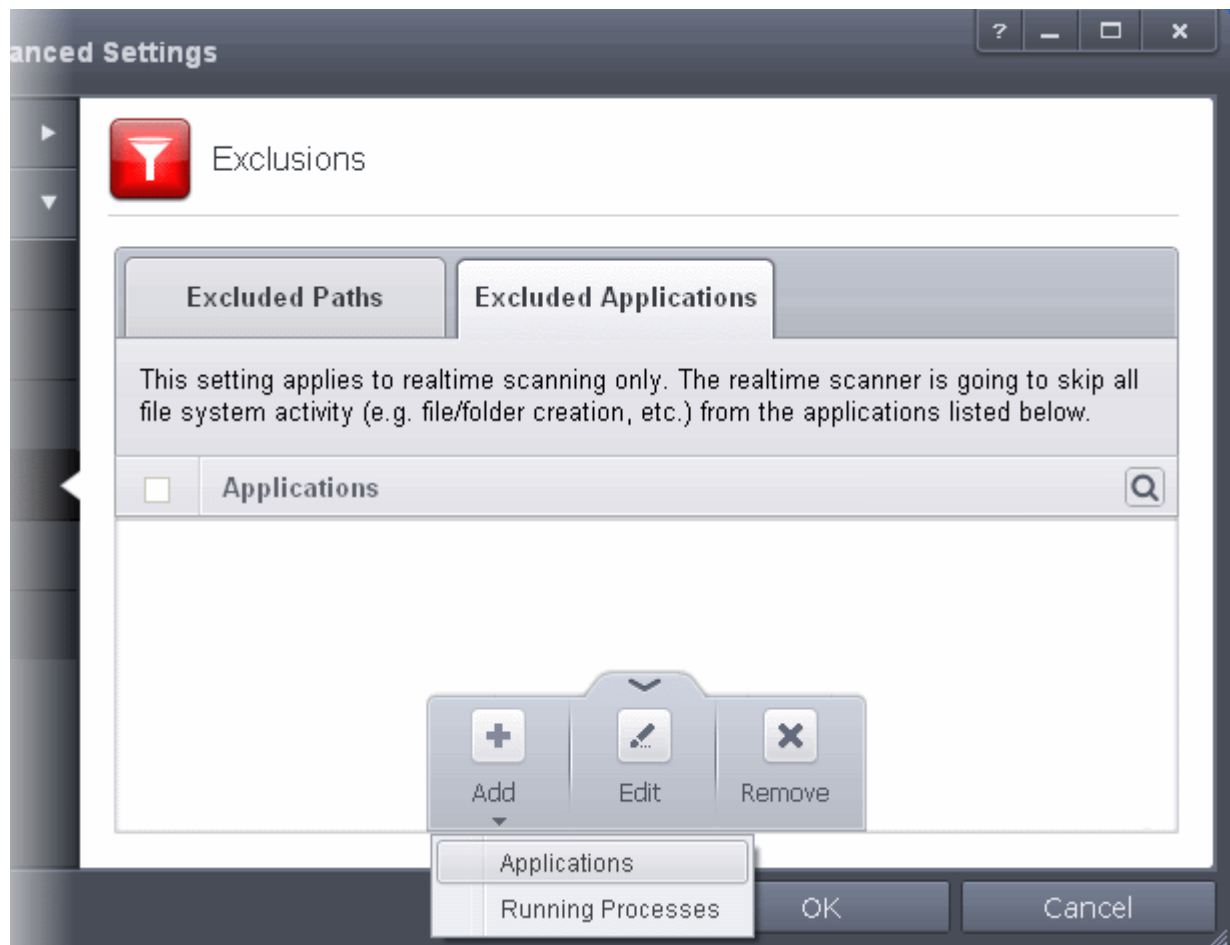 anced Settings
?
Exclusions
Excluded Paths
Excluded Applications
This setting applies to realtime scanning only. The realtime scanner is going to skip all
file system activity (e.g. file/folder creation, etc.) from the applications listed below.
Applications
Add
Edit
Remove
Applications
Running Processes
OK
Cancel